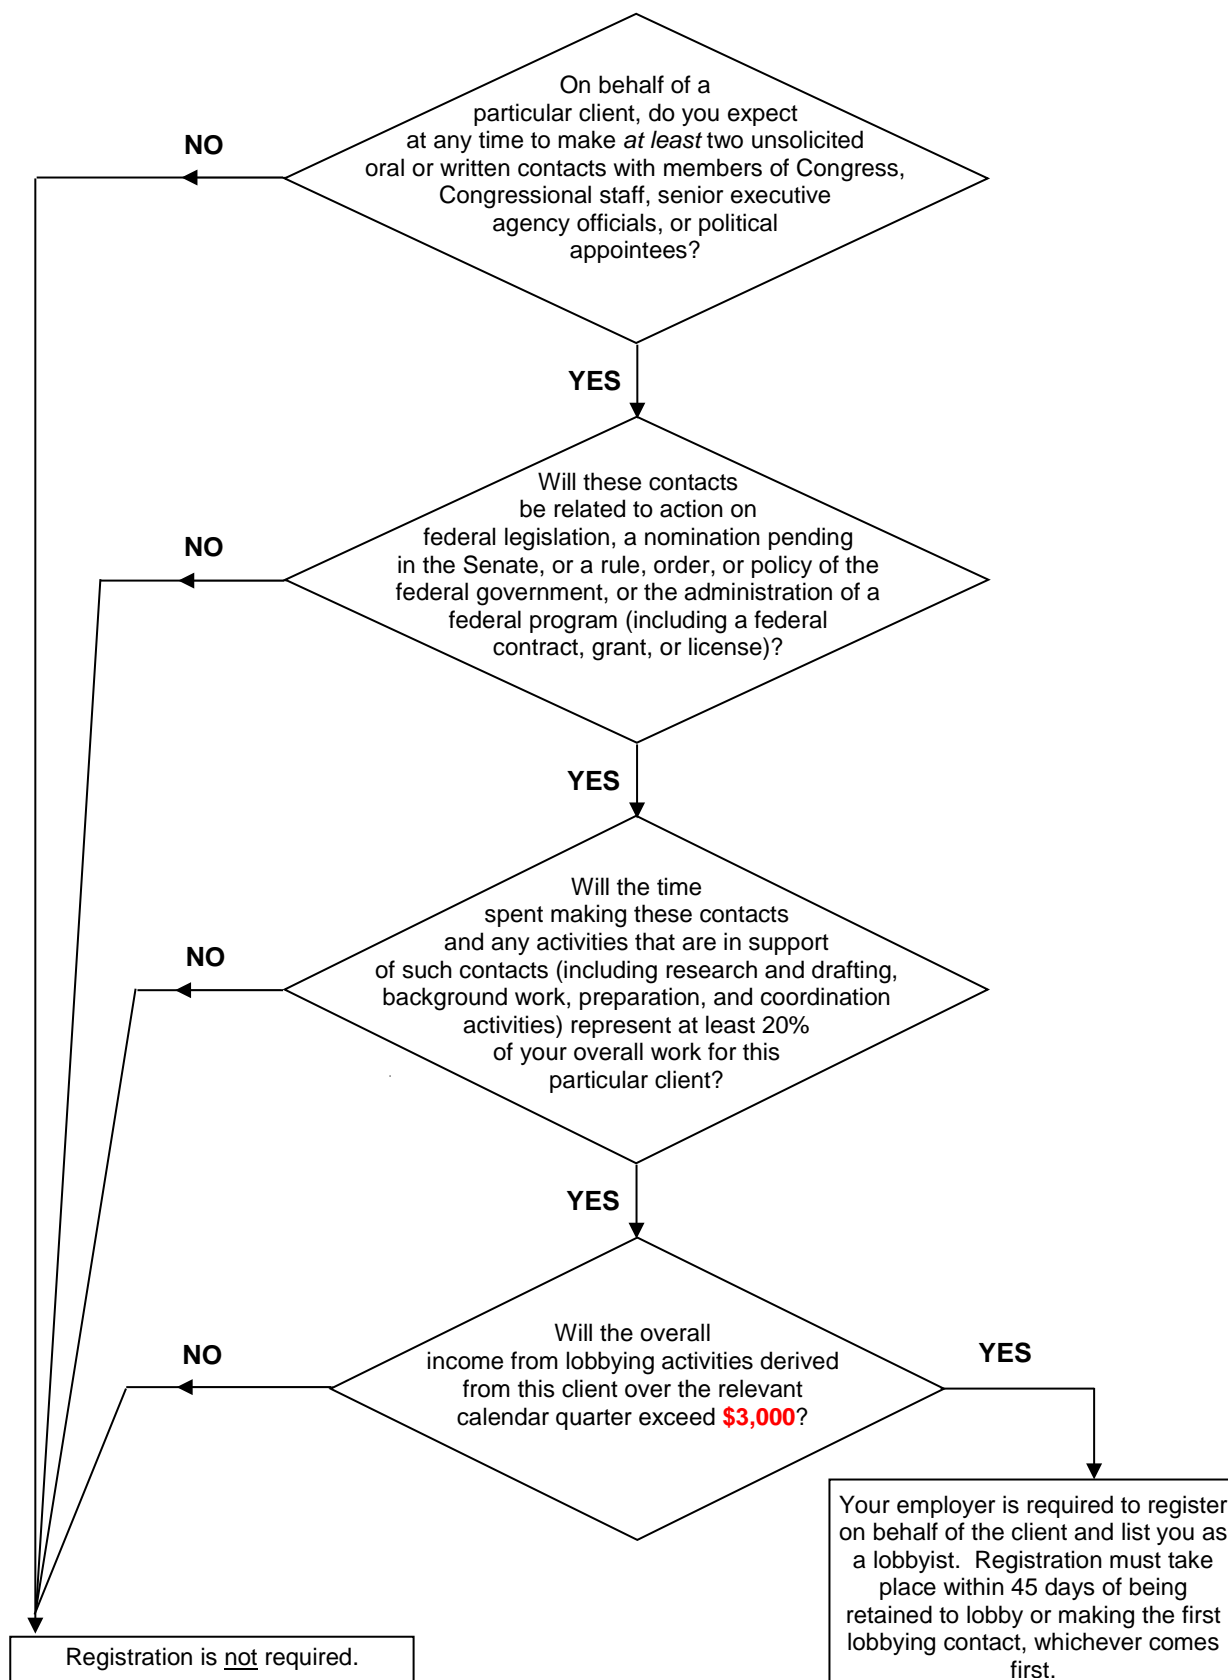 On behalf of a
particular client, do you expect
at any time to make at least two unsolicited
oral or written contacts with members of Congress,
Congressional staff, senior executive
agency officials, or political
appointees?
NO
YES
Will these contacts
be related to action on
federal legislation, a nomination pending
in the Senate, or a rule, order, or policy of the
federal government, or the administration of a
federal program (including a federal
contract, grant, or license)?
NO
YES
Will the time
spent making these contacts
and any activities that are in support
of such contacts (including research and drafting,
background work, preparation, and coordination
activities) represent at least 20%
of your overall work for this
particular client?
NO
YES
Will the overall
income from lobbying activities derived
from this client over the relevant
calendar quarter exceed $3,000?
NO
YES
Your employer is required to register
on behalf of the client and list you as
a lobbyist. Registration must take
place within 45 days of being
retained to lobby or making the first
lobbying contact, whichever comes
first.
Registration is not required.